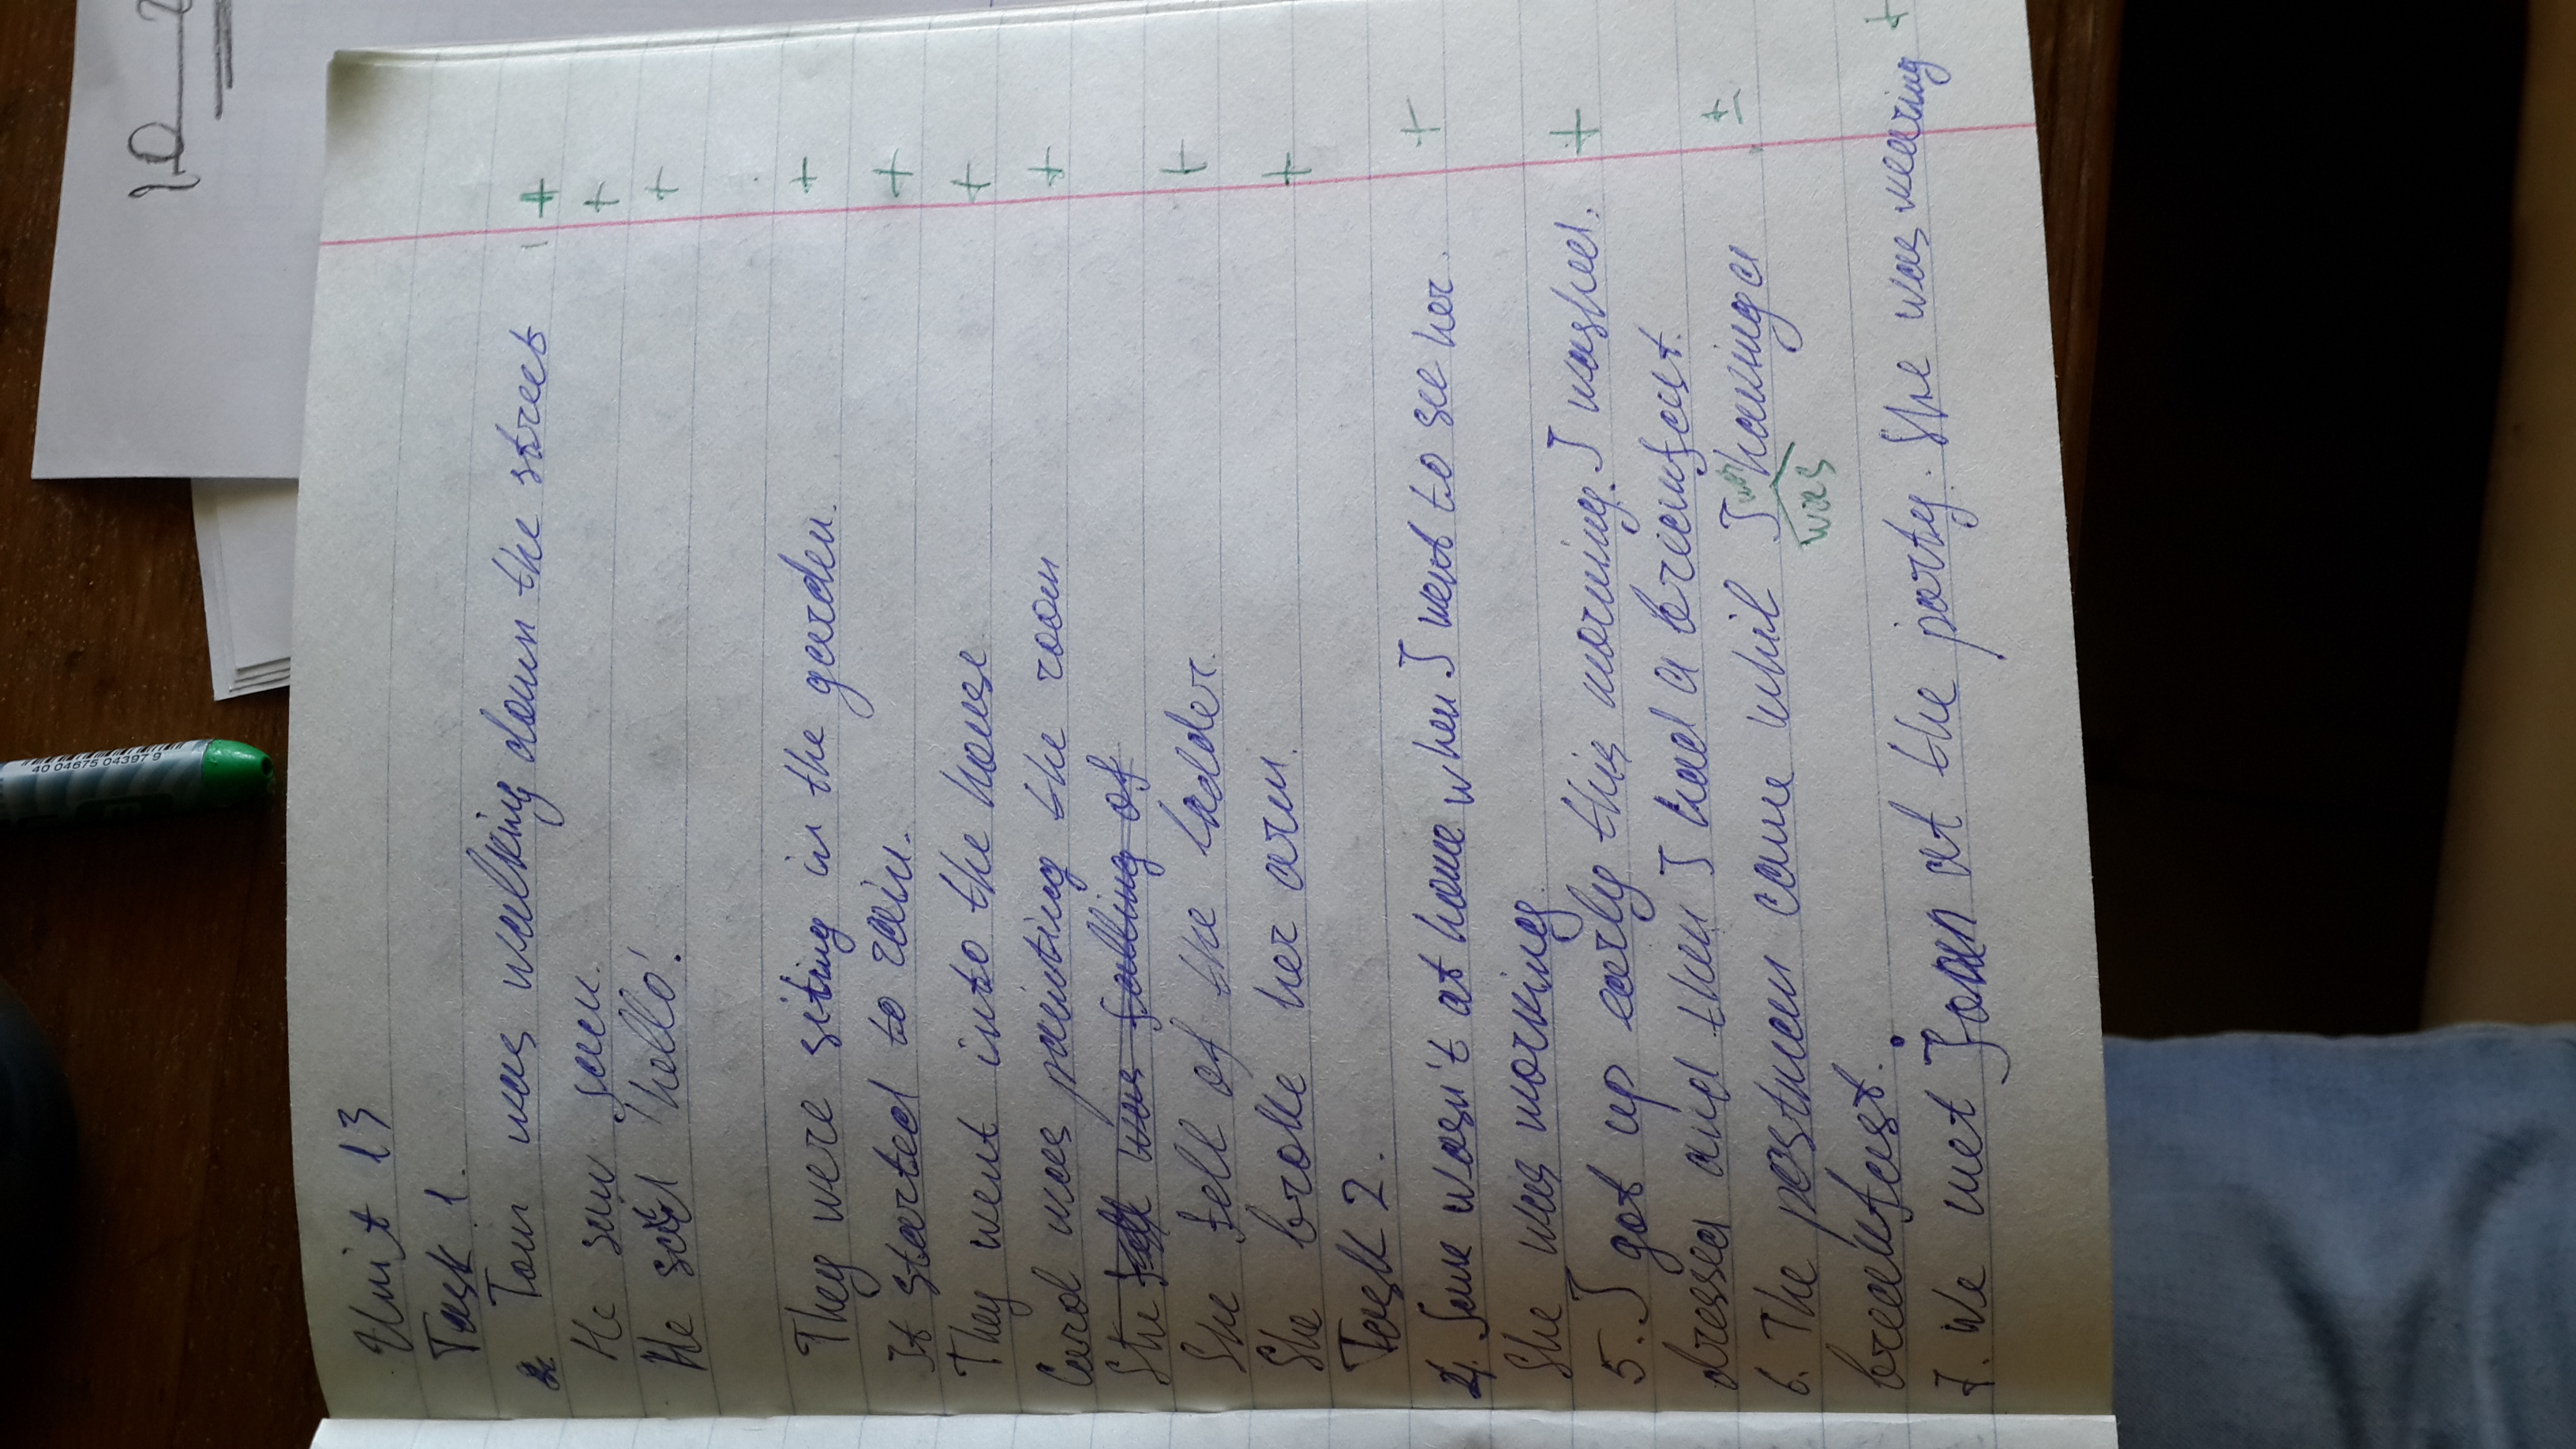 40 04675 04397 9
10
Unit 13
Task 1.
2. Tom was walking down the street +
He saw Jack. +
He said 'hello'. +
They were siting in the garden. +
It started to rain. +
They went into the house +
Carol was painting the room +
She fell was falling of
She fell of the ladder. +
She broke her arm. +
Task 2.
4. Jane wasn't at home when I went to see her. +
She was working.
5. I got up early this morning. I washed. +
dressed and then I had a breakfast.
6. The postman came whil I having a ±
was
breakfast.
7. We met Joan at the party. She was wearing +